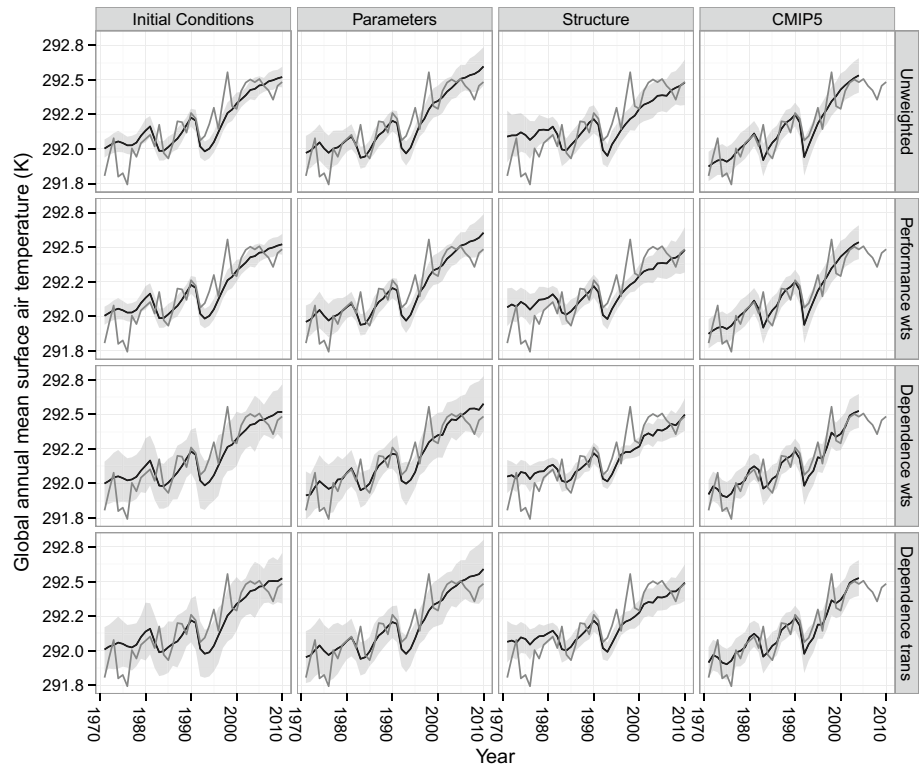 Initial Conditions Parameters Structure CMIP5
Global annual mean surface air temperature (K)
292.8
292.5
292.2
292.0
291.8
Unweighted
292.8
292.5
292.2
292.0
291.8
Performance wts
292.8
292.5
292.2
292.0
291.8
Dependence wts
292.8
292.5
292.2
292.0
291.8
Dependence trans
1970 1980 1990 2000 2010 1970 1980 1990 2000 2010 1970 1980 1990 2000 2010 1970 1980 1990 2000 2010
Year